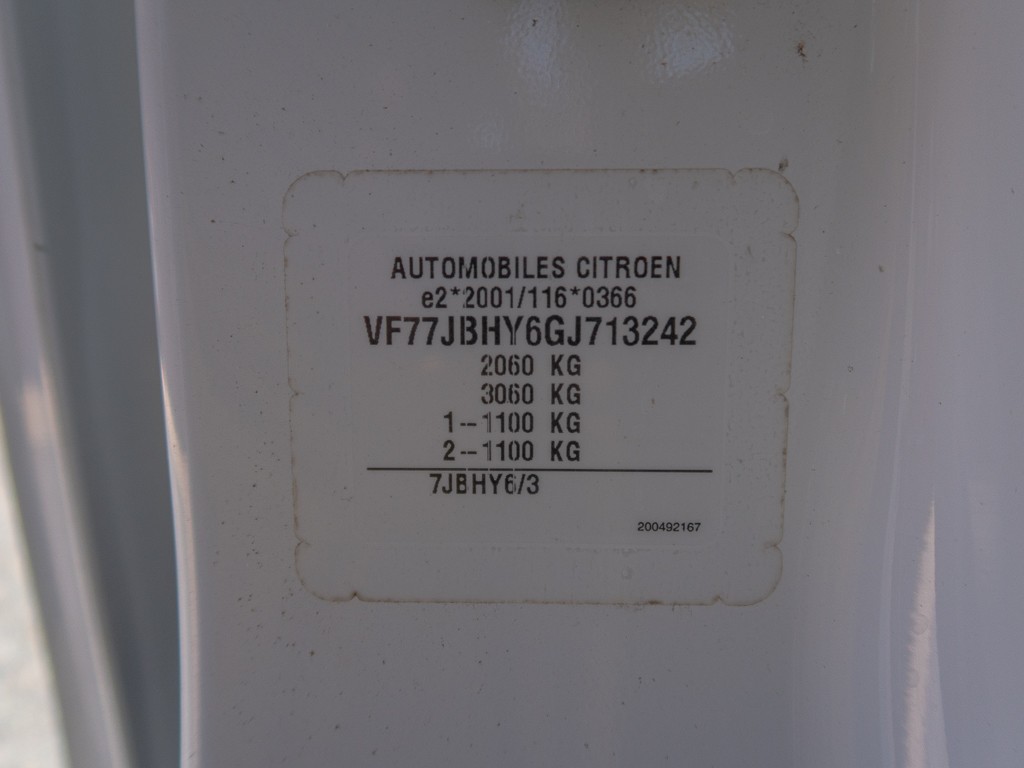 AUTOMOBILES CITROEN
e2*2001/116*0366
VF77JBHY6GJ713242
2060 KG
3060 KG
1--1100 KG
2--1100 KG
7JBHY6/3
200492167